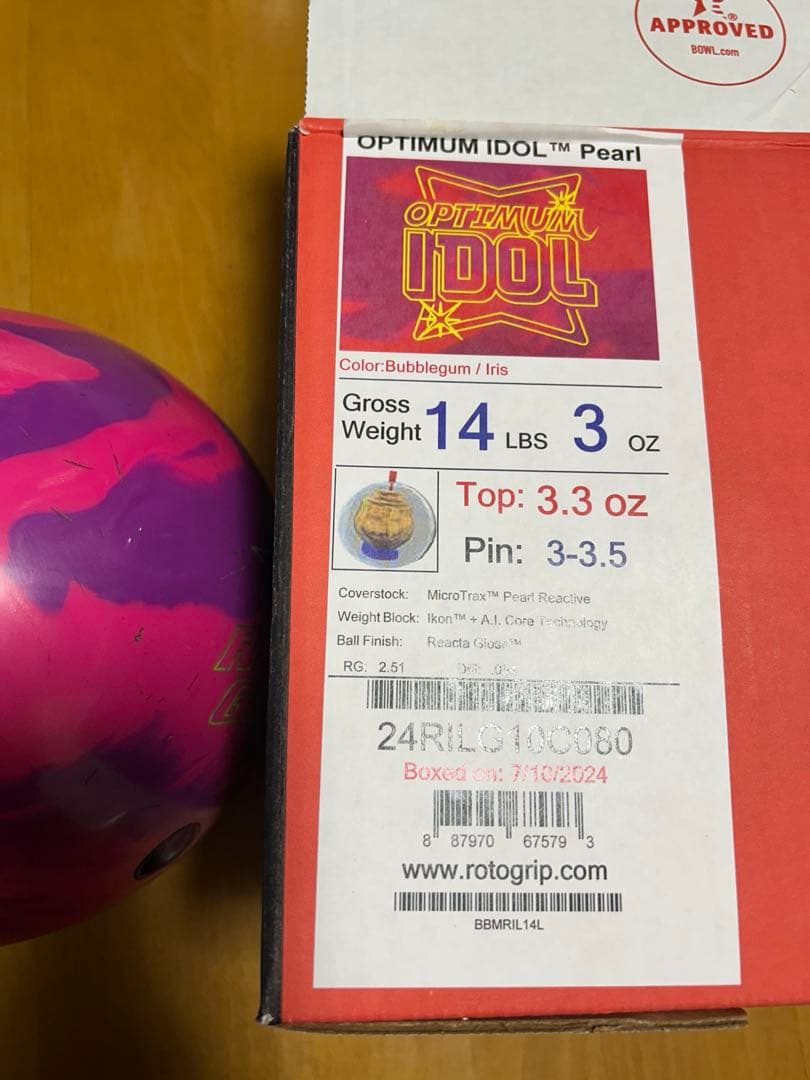 APPROVED
BOWL.com
OPTIMUM IDOL™ Pearl
OPTIMUM
IDOL
Color:Bubblegum / Iris
Gross Weight 14 LBS 3 OZ
Top: 3.3 oz
Pin: 3-3.5
Coverstock: MicroTrax™ Pearl Reactive
Weight Block: Ikon™ + A.I. Core Technology
Ball Finish: Reacta Gloss™
RG: 2.51
24RILG10C080
Boxed on: 7/10/2024
8 87970 67579 3
www.rotogrip.com
BBMRIL14L